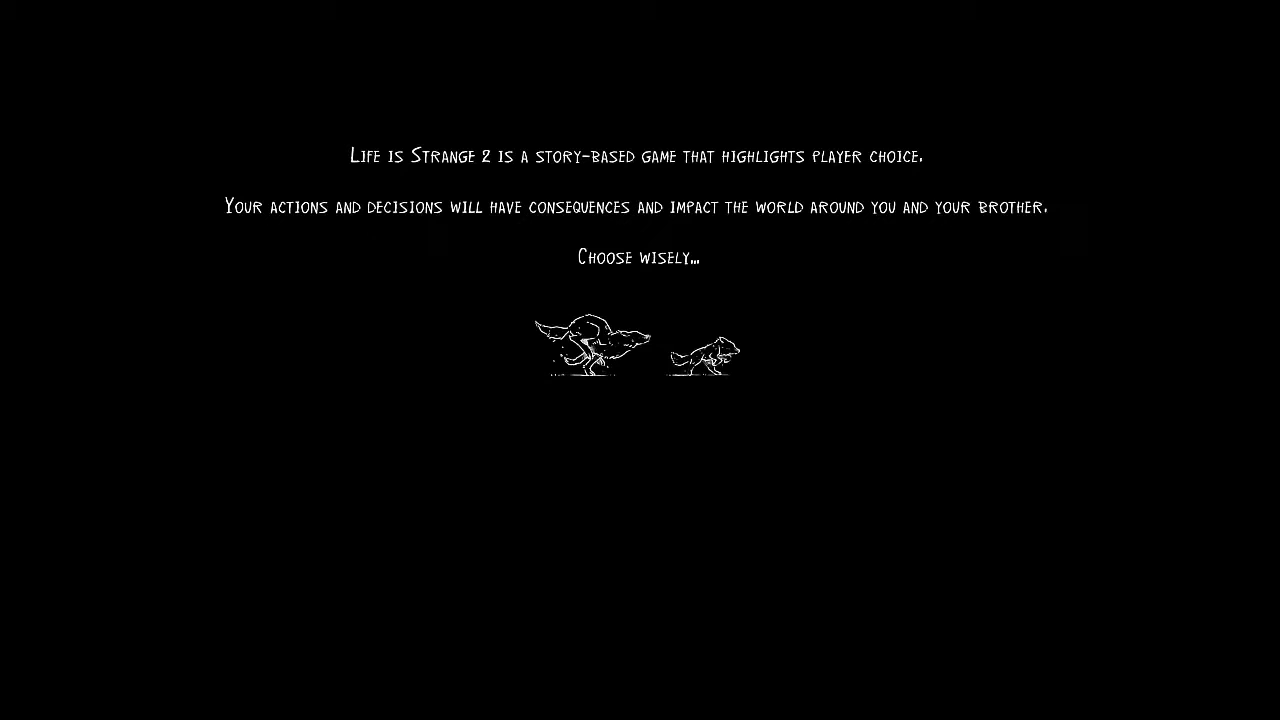 Life is Strange 2 is a story-based game that highlights player choice.
Your actions and decisions will have consequences and impact the world around you and your brother.
Choose wisely...